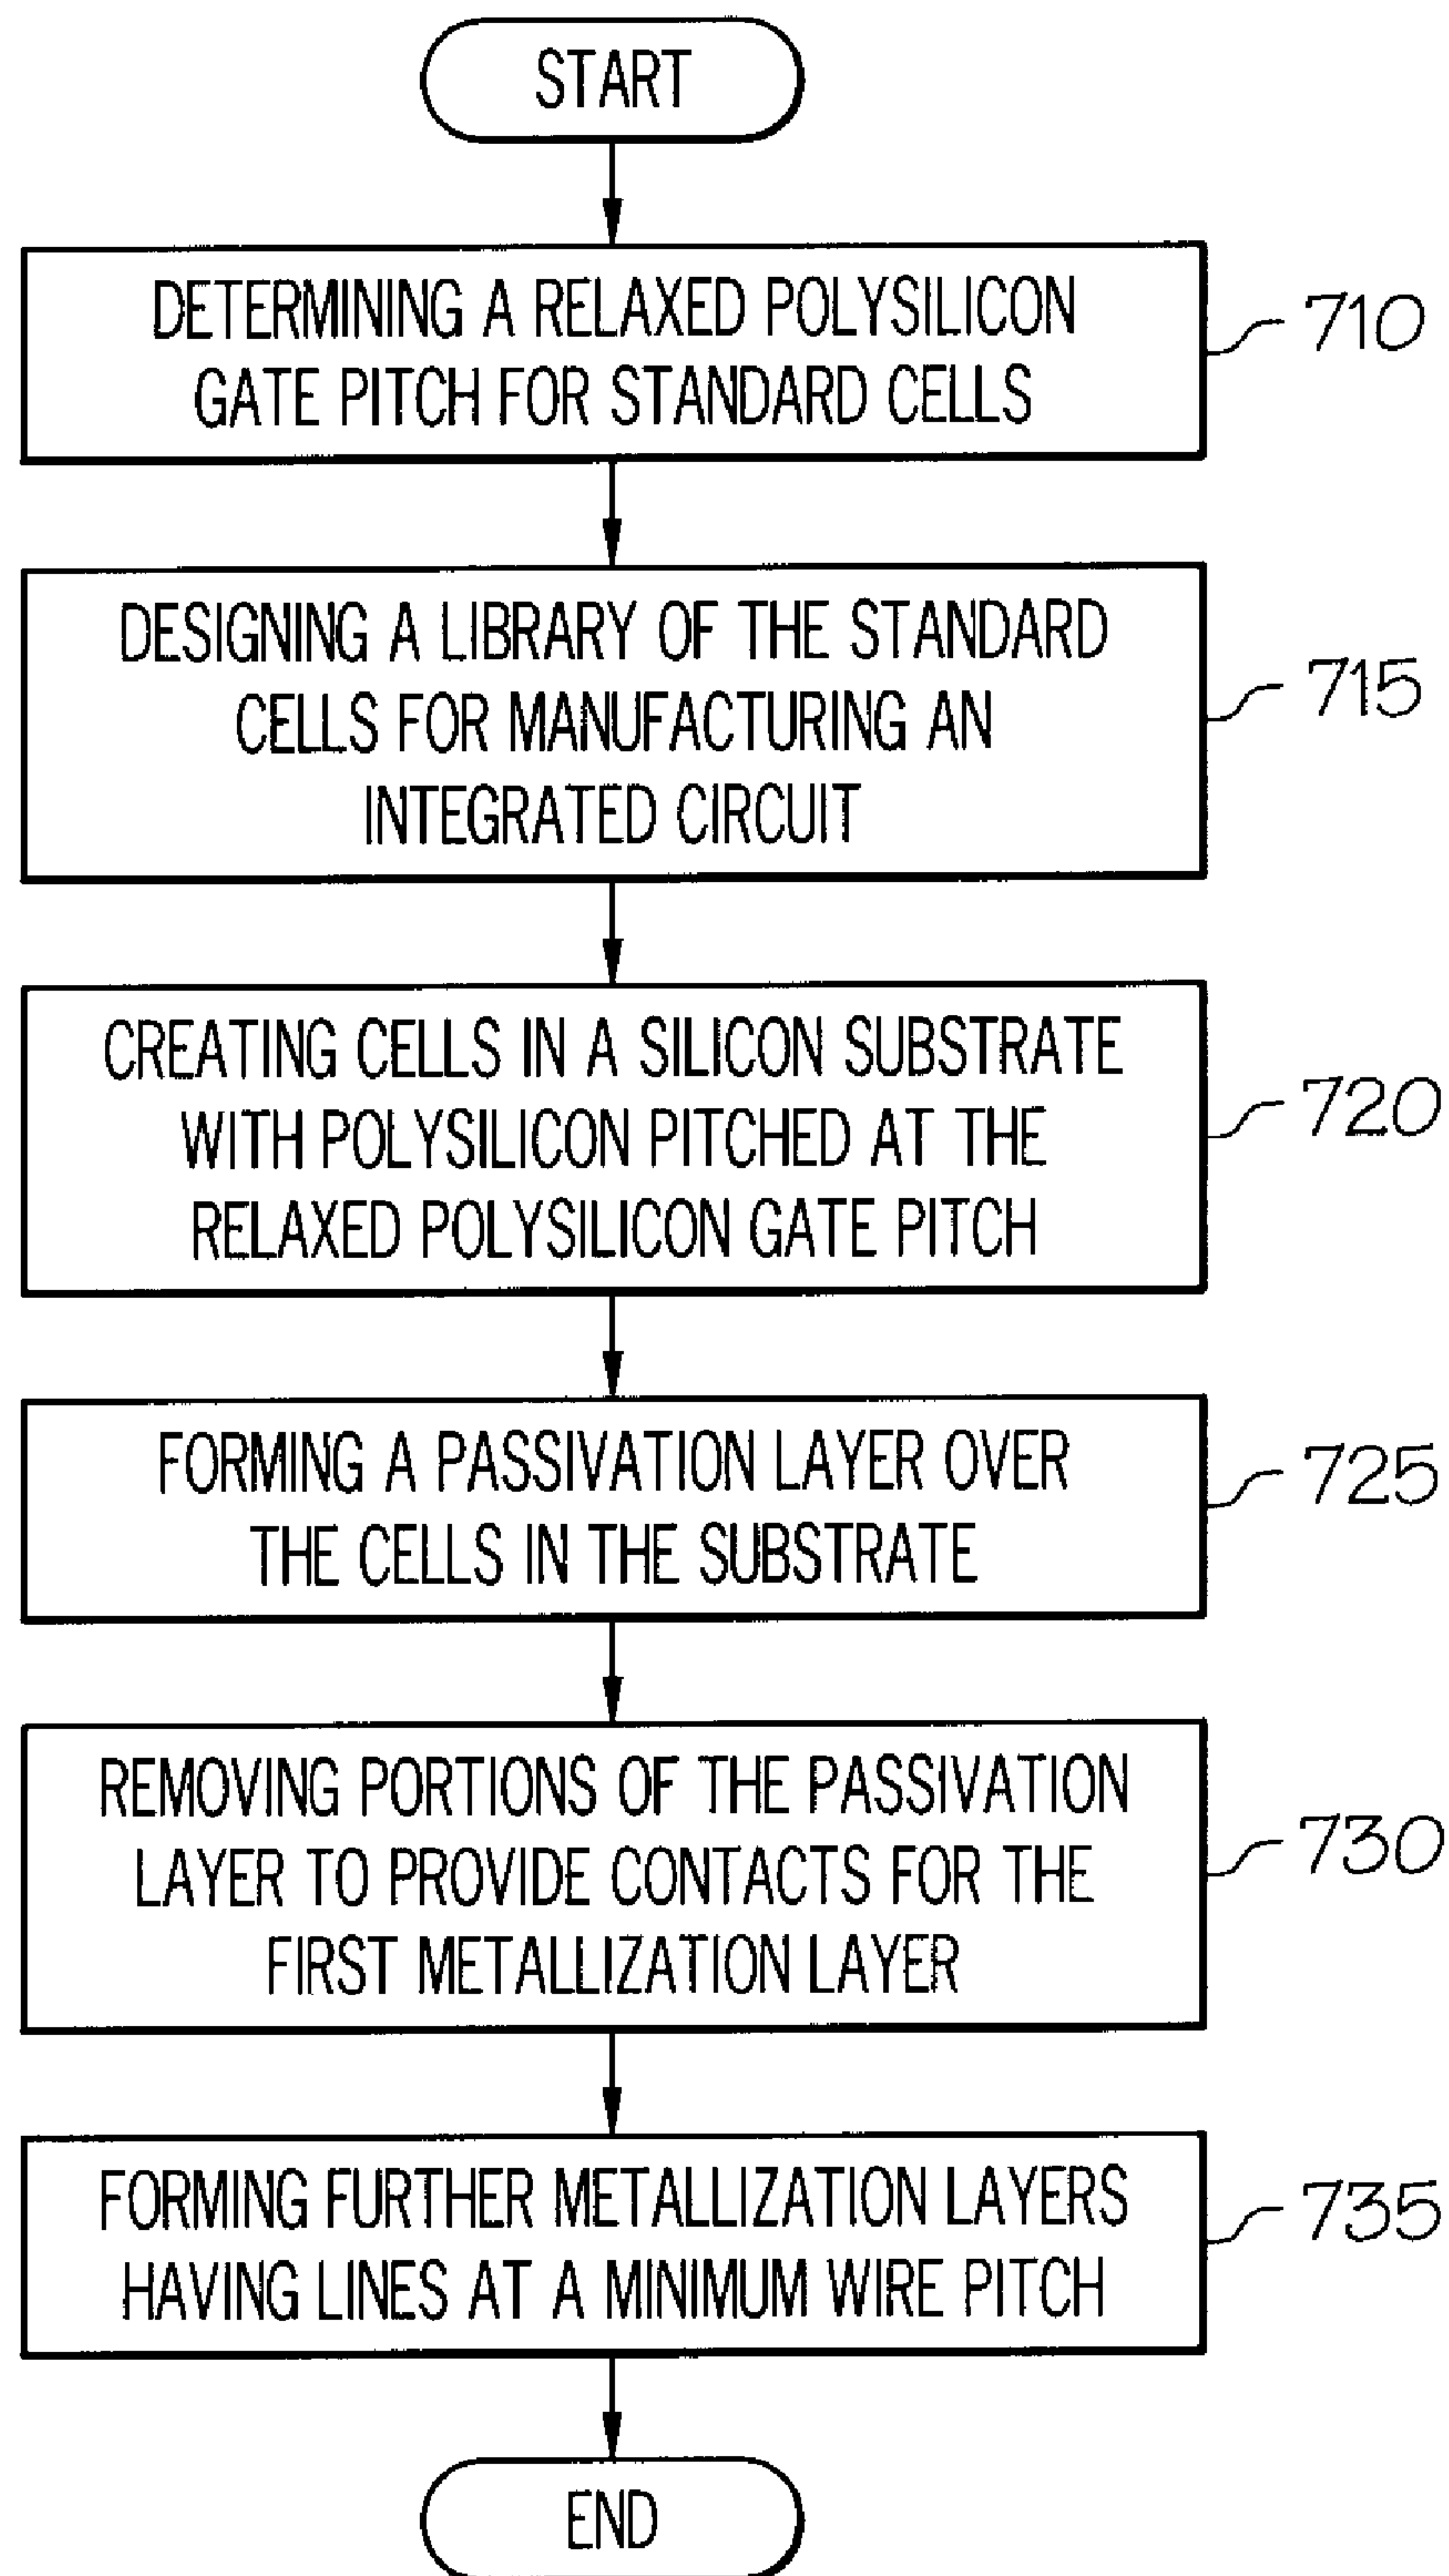 START
DETERMINING A RELAXED POLYSILICON
GATE PITCH FOR STANDARD CELLS
710
DESIGNING A LIBRARY OF THE STANDARD
CELLS FOR MANUFACTURING AN
INTEGRATED CIRCUIT
715
CREATING CELLS IN A SILICON SUBSTRATE
WITH POLYSILICON PITCHED AT THE
RELAXED POLYSILICON GATE PITCH
720
FORMING A PASSIVATION LAYER OVER
THE CELLS IN THE SUBSTRATE
725
REMOVING PORTIONS OF THE PASSIVATION
LAYER TO PROVIDE CONTACTS FOR THE
FIRST METALLIZATION LAYER
730
FORMING FURTHER METALLIZATION LAYERS
HAVING LINES AT A MINIMUM WIRE PITCH
735
END